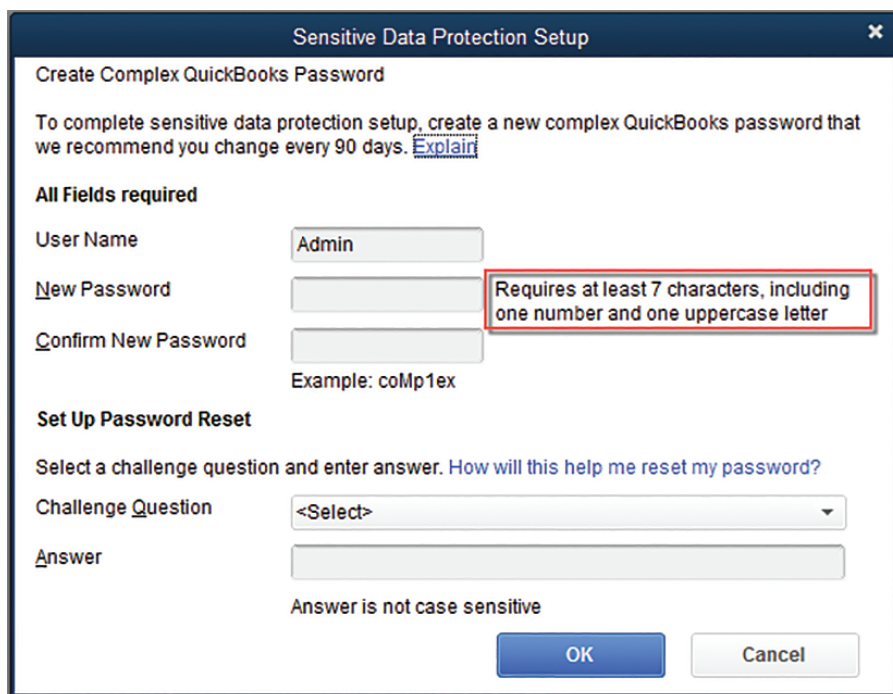 Sensitive Data Protection Setup
Create Complex QuickBooks Password
To complete sensitive data protection setup, create a new complex QuickBooks password that
we recommend you change every 90 days. Explain
All Fields required
User Name Admin
New Password Requires at least 7 characters, including
one number and one uppercase letter
Confirm New Password
Example: coMp1ex
Set Up Password Reset
Select a challenge question and enter answer. How will this help me reset my password?
Challenge Question <Select>
Answer
Answer is not case sensitive
OK Cancel